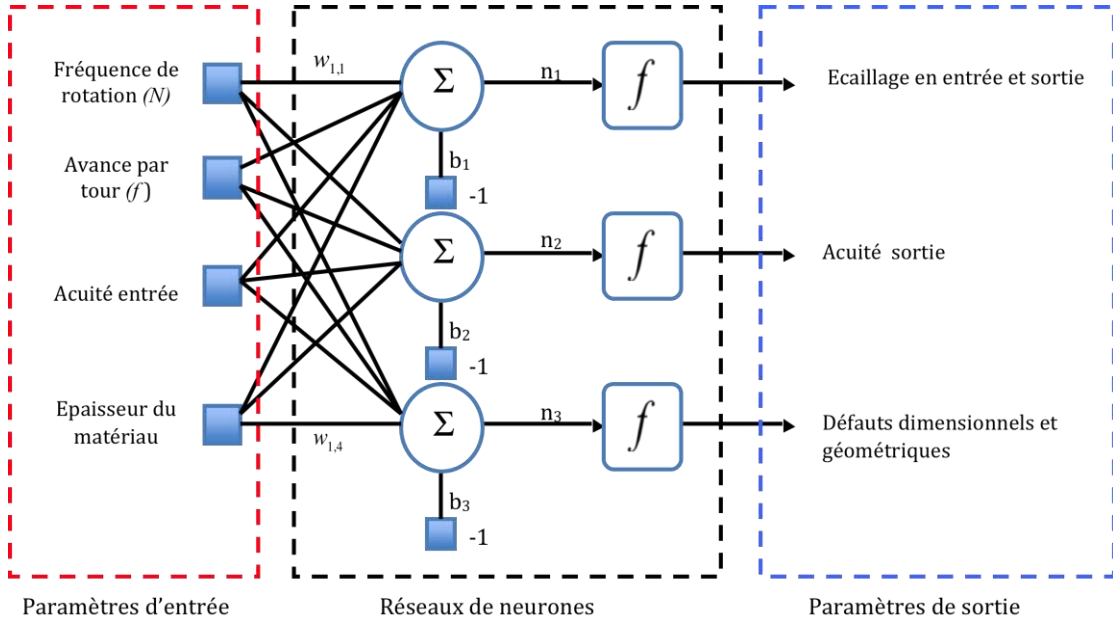 Fréquence de
rotation (N)
Avance par
tour (f)
Acuité entrée
Epaisseur du
matériau
w1,1
w1,4
Σ
n1
f
b1
-1
Σ
n2
f
b2
-1
Σ
n3
f
b3
-1
Ecaillage en entrée et sortie
Acuité sortie
Défauts dimensionnels et
géométriques
Paramètres d’entrée
Réseaux de neurones
Paramètres de sortie